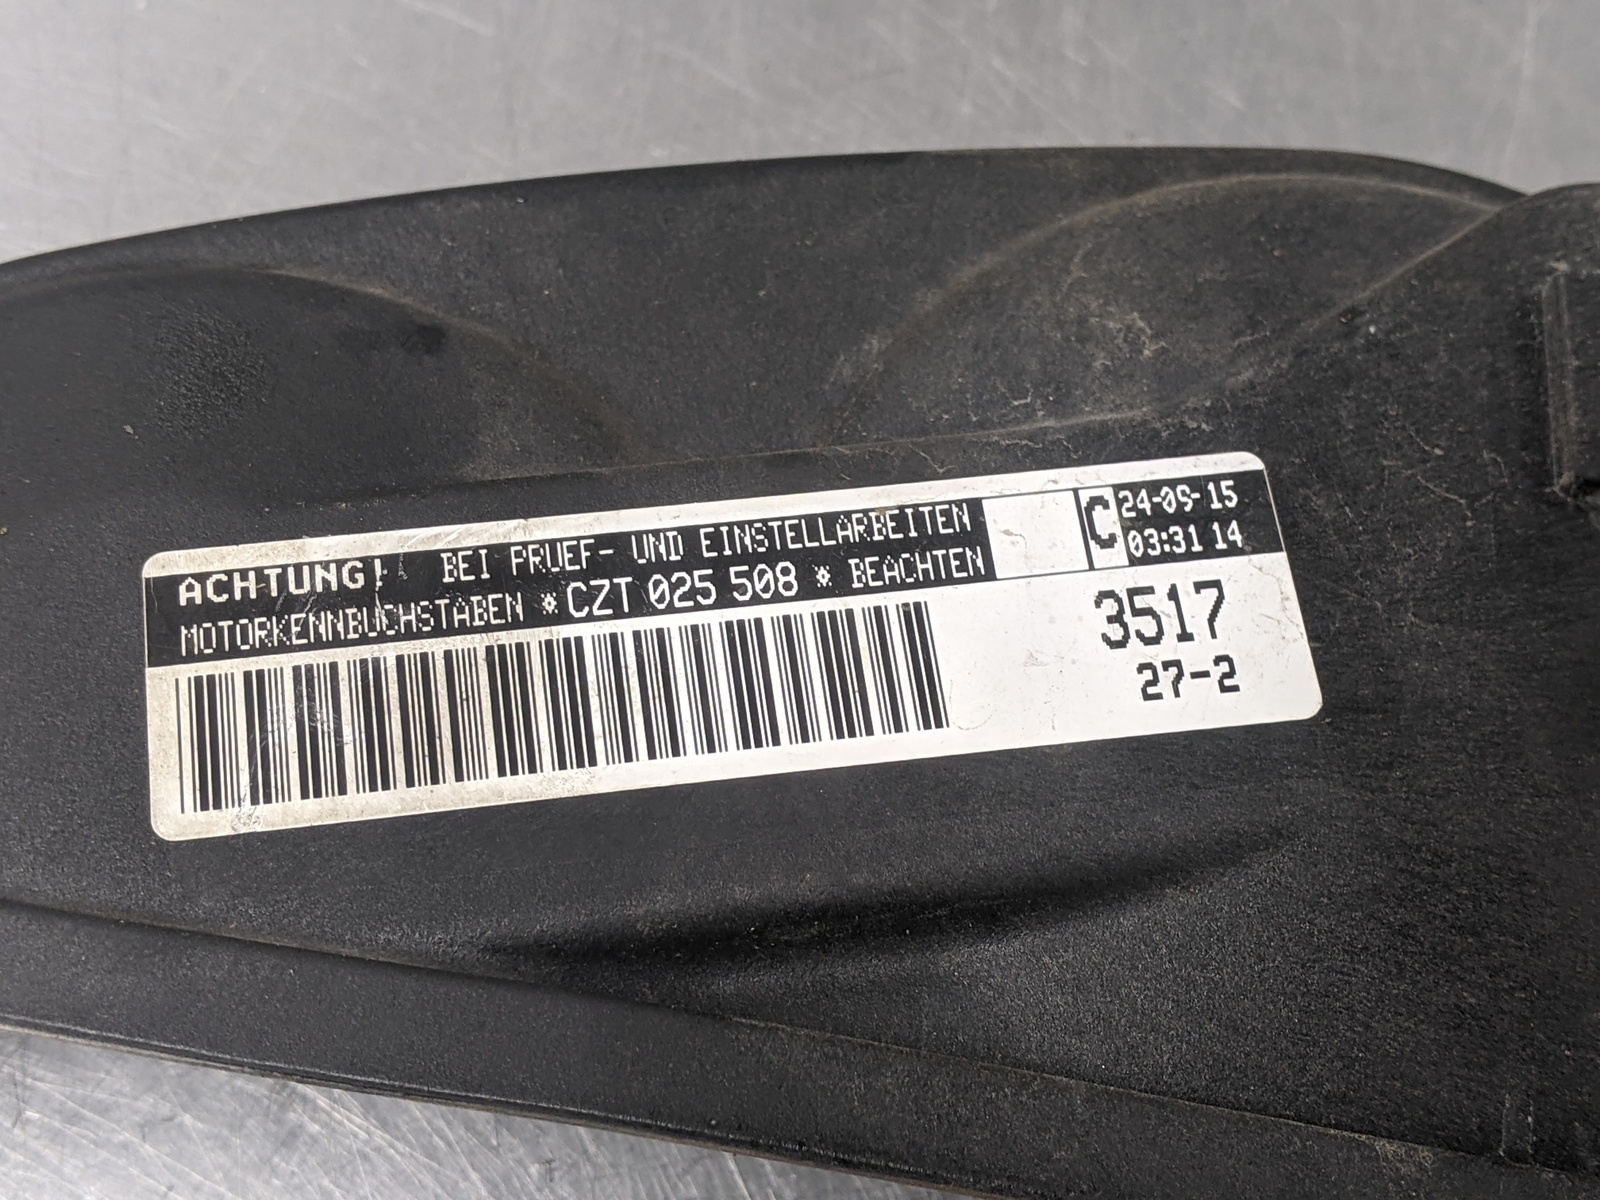 ACHTUNG! BEI PRUEF- UND EINSTELLARBEITEN
MOTORKENNBUCHSTABEN *CZT 025 508 * BEACHTEN
C
24-09-15
03:31 14
3517
27-2